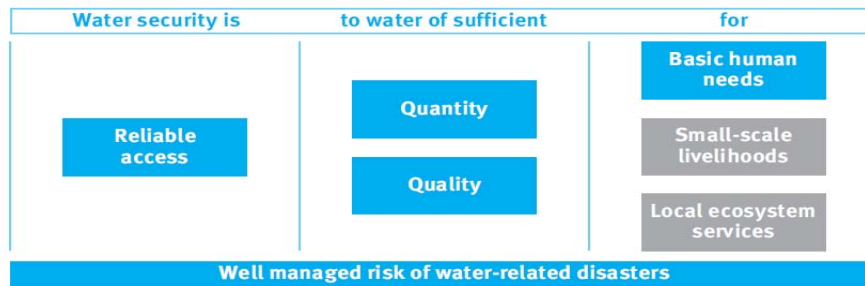 Water security is
to water of sufficient
for
Reliable
access
Quantity
Quality
Basic human
needs
Small-scale
livelihoods
Local ecosystem
services
Well managed risk of water-related disasters